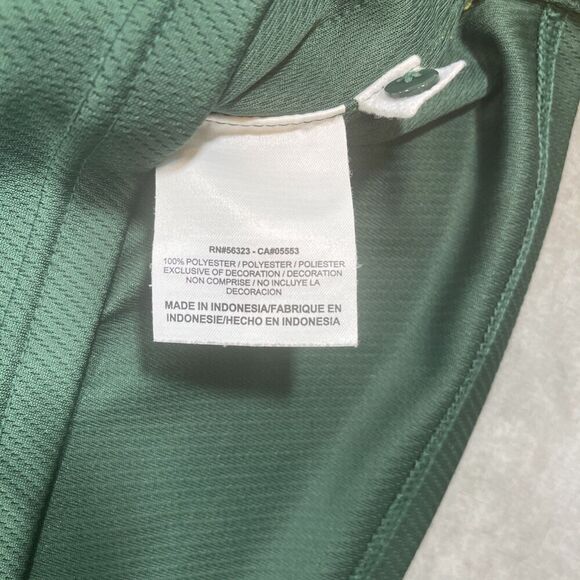 RN#56323 - CA#05553
100% POLYESTER / POLYESTER / POLIESTER
EXCLUSIVE OF DECORATION / DECORATION
NON COMPRISE / NO INCLUYE LA
DECORACION
MADE IN INDONESIA/FABRIQUE EN
INDONESIE/HECHO EN INDONESIA